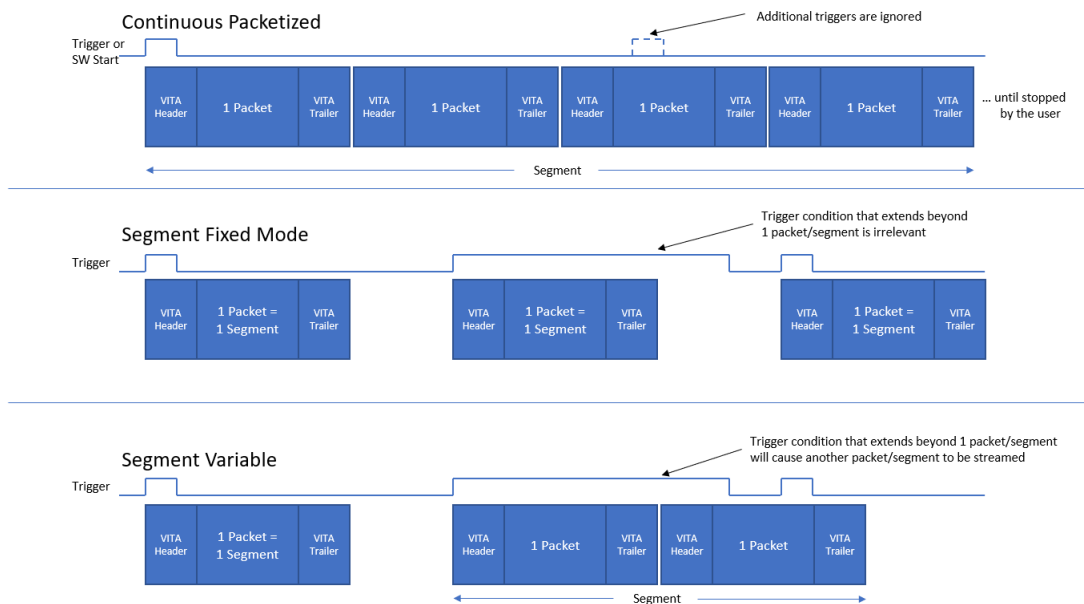 Continuous Packetized
Additional triggers are ignored
Trigger or
SW Start
VITA
Header
1 Packet
VITA
Trailer
VITA
Header
1 Packet
VITA
Trailer
VITA
Header
1 Packet
VITA
Trailer
VITA
Header
1 Packet
VITA
Trailer
... until stopped
by the user
Segment
Segment Fixed Mode
Trigger condition that extends beyond
1 packet/segment is irrelevant
Trigger
VITA
Header
1 Packet =
1 Segment
VITA
Trailer
VITA
Header
1 Packet =
1 Segment
VITA
Trailer
VITA
Header
1 Packet =
1 Segment
VITA
Trailer
Segment Variable
Trigger condition that extends beyond 1 packet/segment
will cause another packet/segment to be streamed
Trigger
VITA
Header
1 Packet =
1 Segment
VITA
Trailer
VITA
Header
1 Packet
VITA
Trailer
VITA
Header
1 Packet
VITA
Trailer
Segment